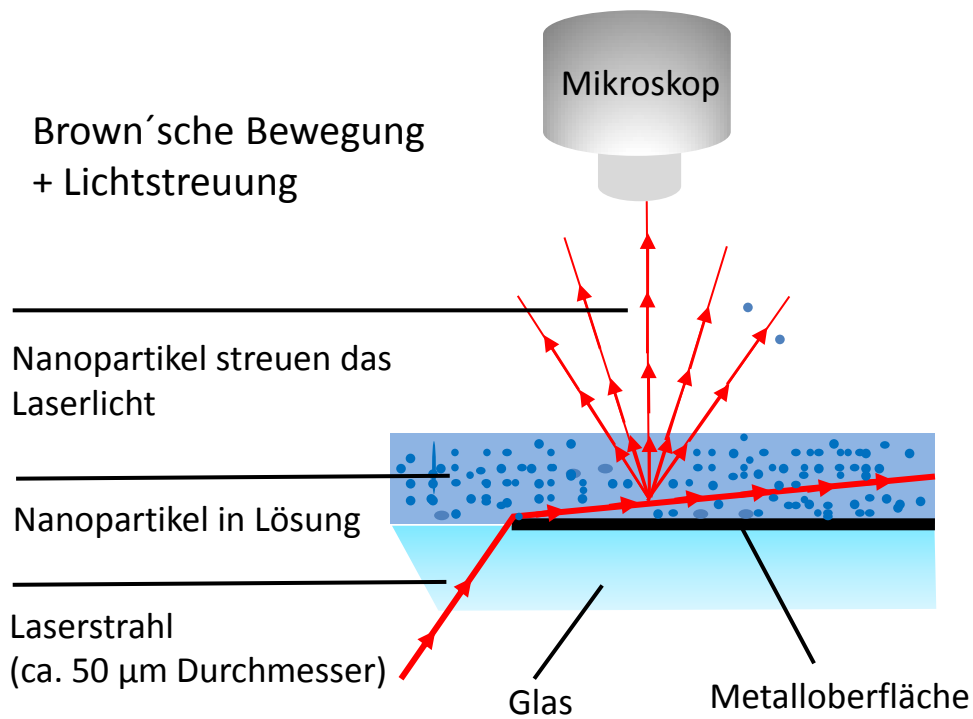 Mikroskop
Brown´sche Bewegung
+ Lichtstreuung
Nanopartikel streuen das
Laserlicht
Nanopartikel in Lösung
Laserstrahl
(ca. 50 µm Durchmesser)
Glas
Metalloberfläche